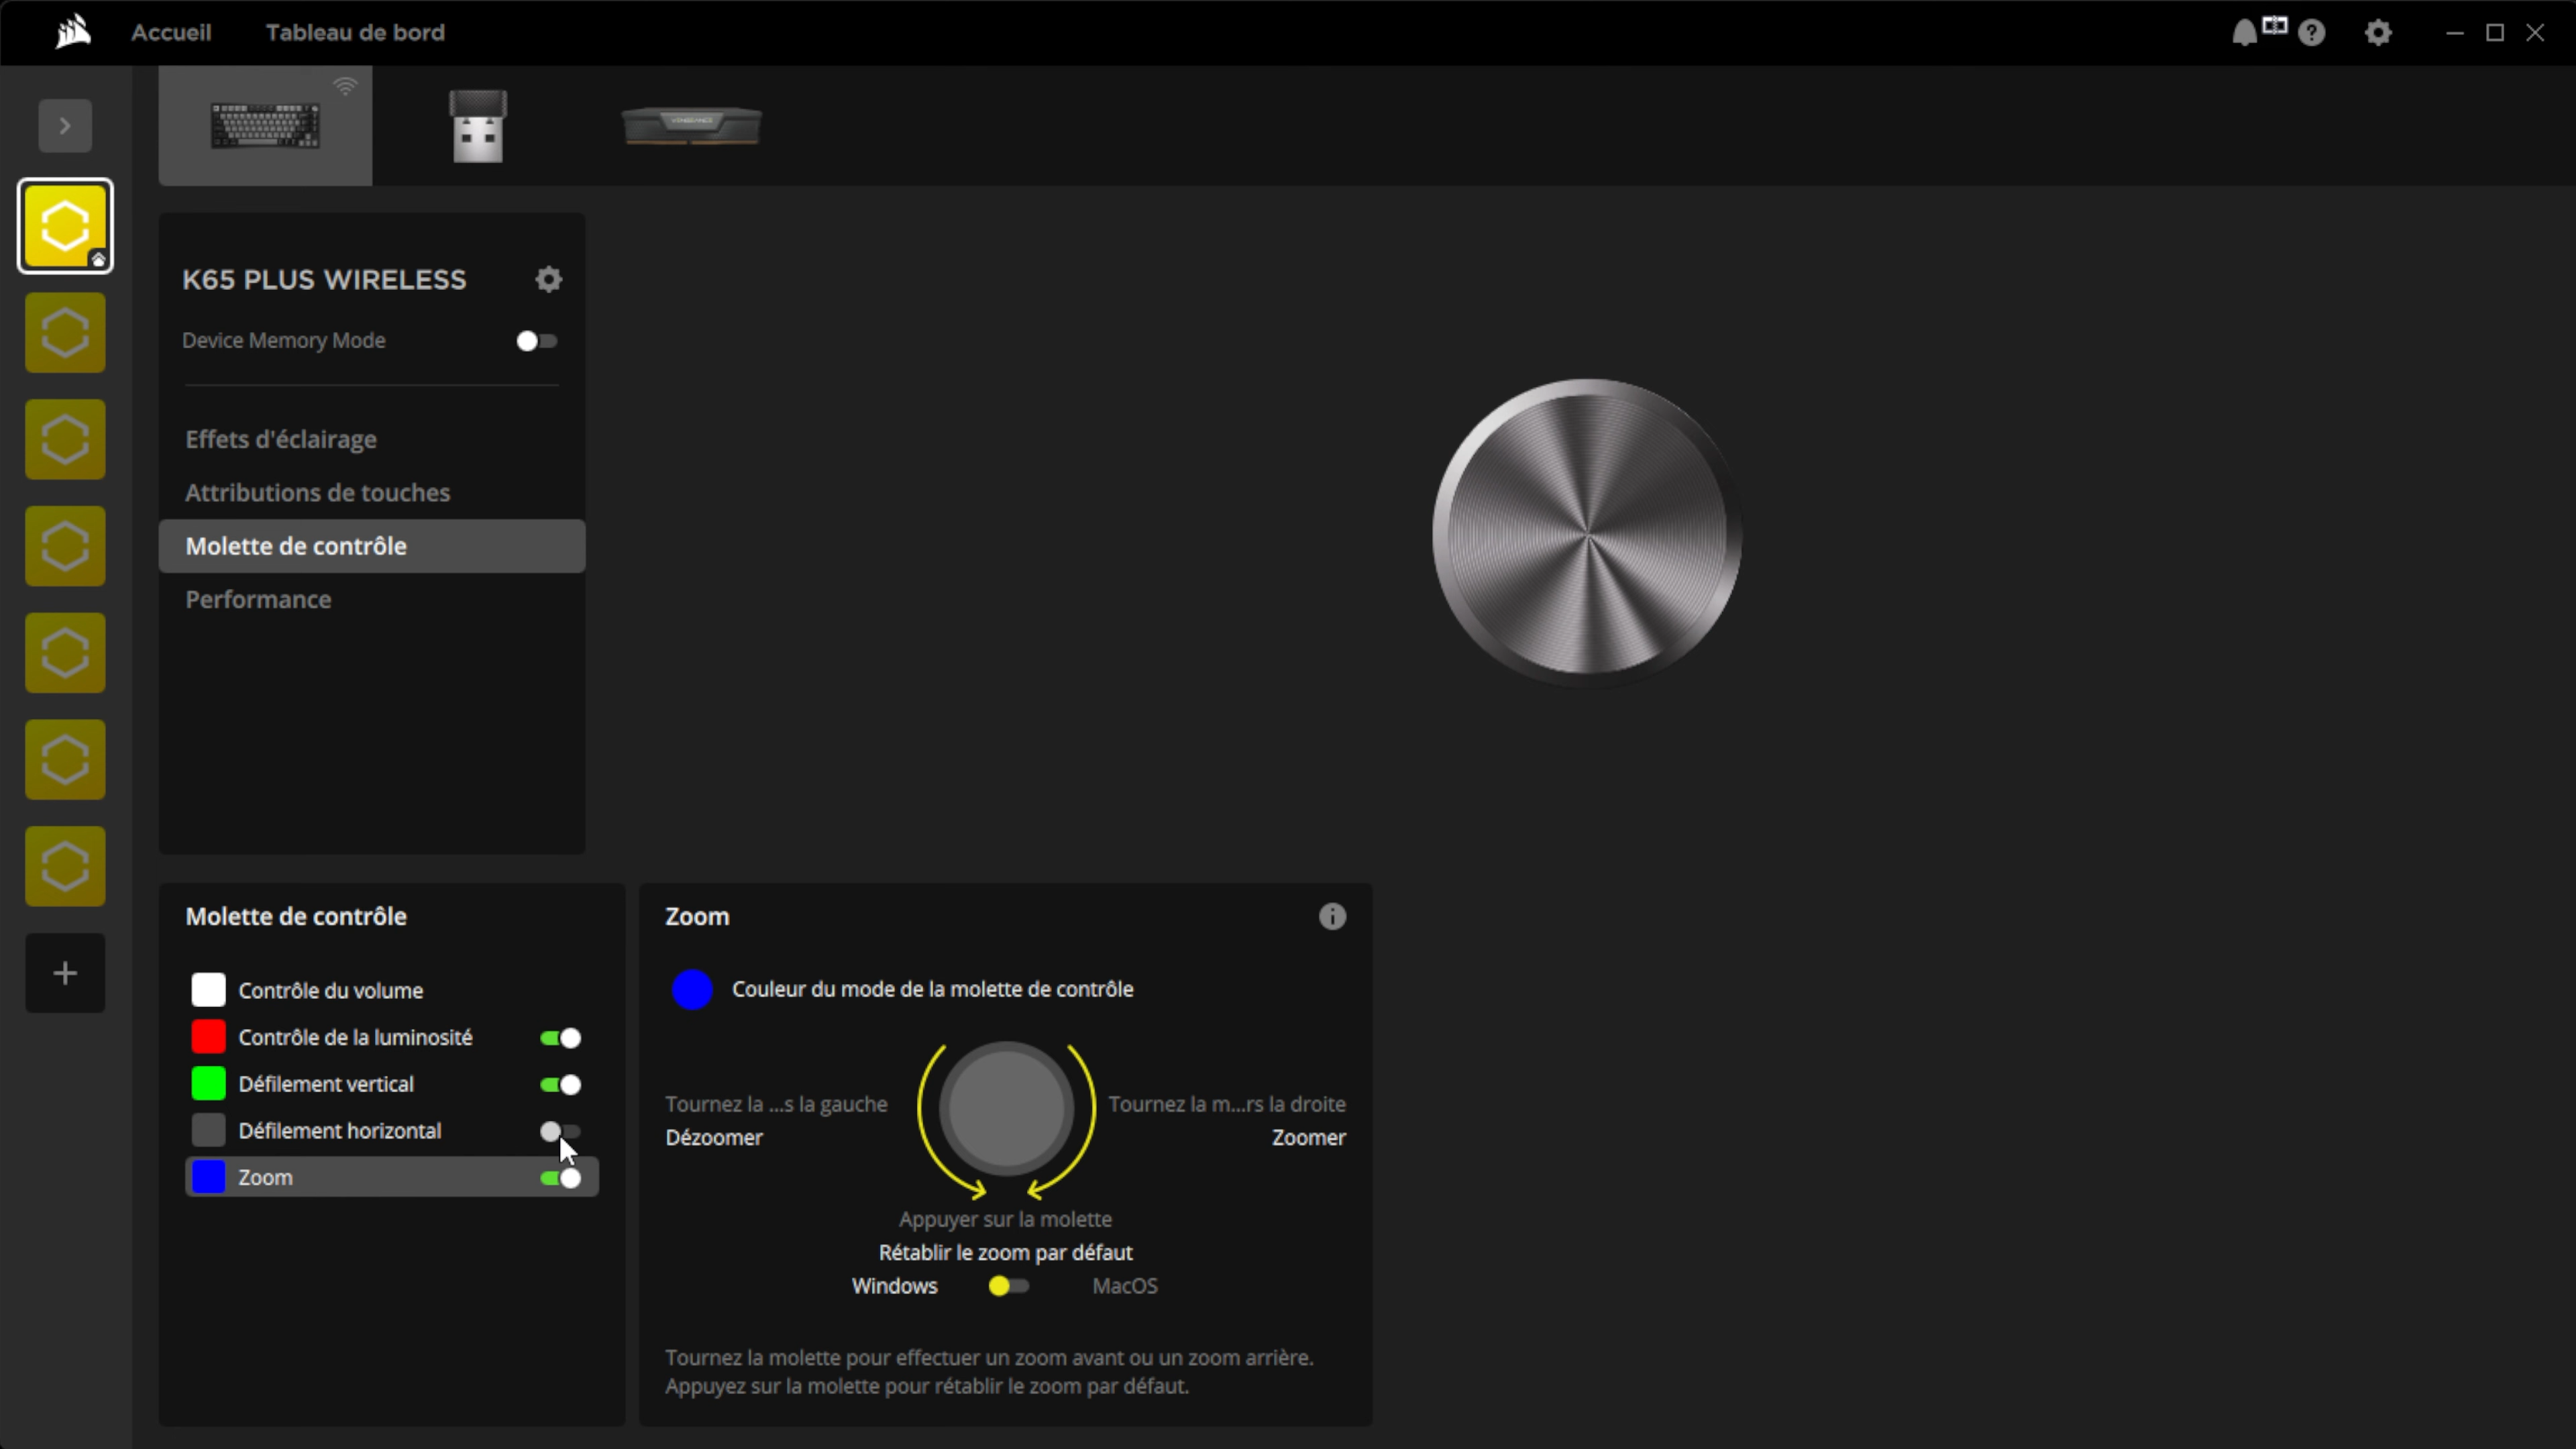 Accueil
Tableau de bord
VENGEANCE
K65 PLUS WIRELESS
Device Memory Mode
Effets d'éclairage
Attributions de touches
Molette de contrôle
Performance
Molette de contrôle
Contrôle du volume
Contrôle de la luminosité
Défilement vertical
Défilement horizontal
Zoom
Zoom
Couleur du mode de la molette de contrôle
Tournez la ...s la gauche
Dézoomer
Tournez la m...rs la droite
Zoomer
Appuyer sur la molette
Rétablir le zoom par défaut
Windows
MacOS
Tournez la molette pour effectuer un zoom avant ou un zoom arrière.
Appuyez sur la molette pour rétablir le zoom par défaut.